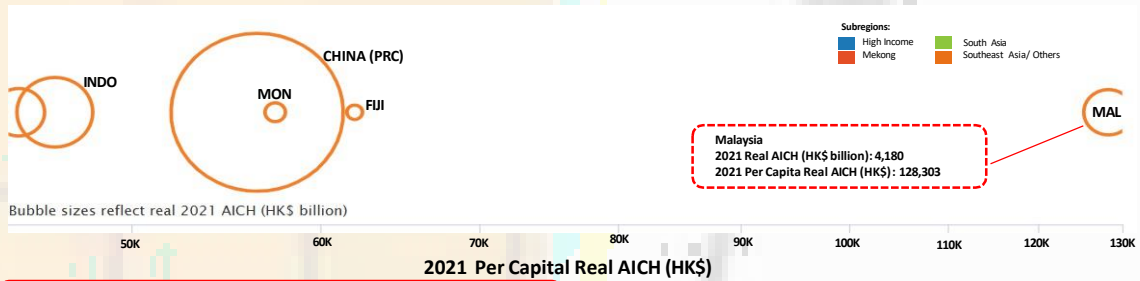 Subregions:
High Income
South Asia
Mekong
Southeast Asia/ Others
CHINA (PRC)
INDO
MON
FIJI
MAL
Malaysia
2021 Real AICH (HK$ billion): 4,180
2021 Per Capita Real AICH (HK$): 128,303
Bubble sizes reflect real 2021 AICH (HK$ billion)
50K 60K 70K 80K 90K 100K 110K 120K 130K
2021 Per Capital Real AICH (HK$)